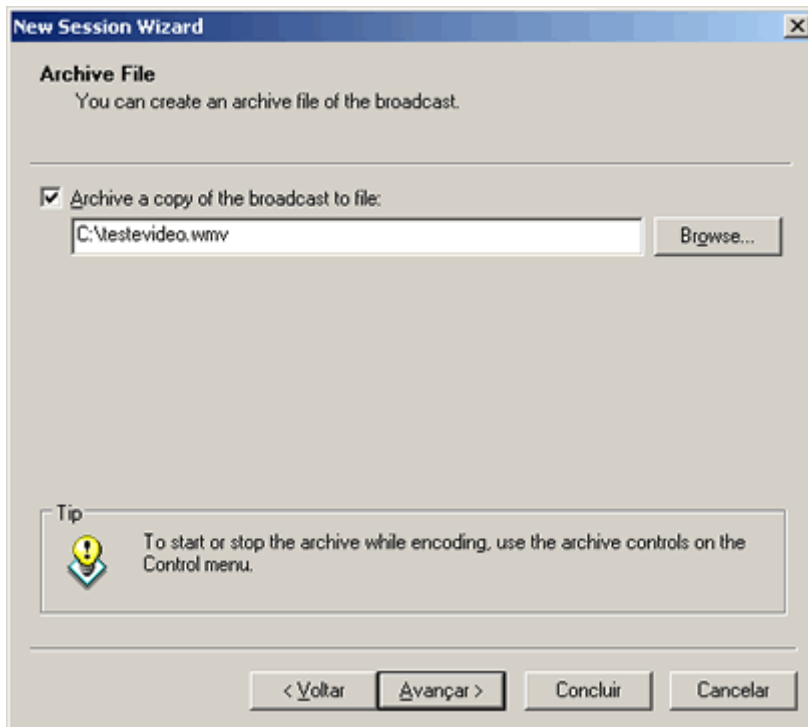 New Session Wizard
Archive File
You can create an archive file of the broadcast.
Archive a copy of the broadcast to file:
C:\testevideo.wmv
Browse...
Tip
To start or stop the archive while encoding, use the archive controls on the
Control menu.
< Voltar
Avançar >
Concluir
Cancelar